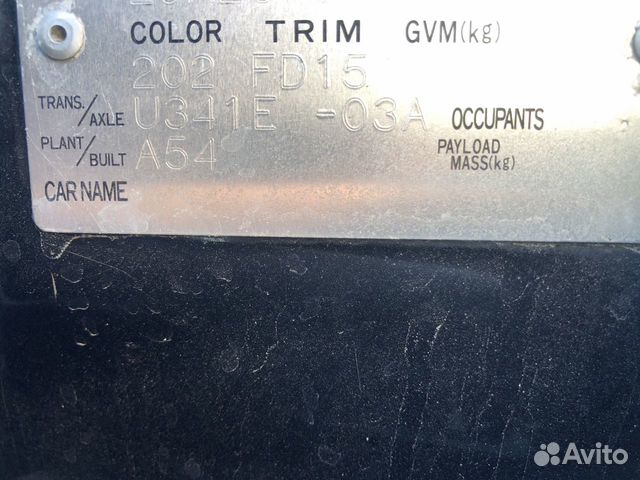 COLOR TRIM GVM(kg)
202 FD15
TRANS./AXLE U341E -03A OCCUPANTS
PLANT/BUILT A54 PAYLOAD MASS(kg)
CAR NAME
Avito